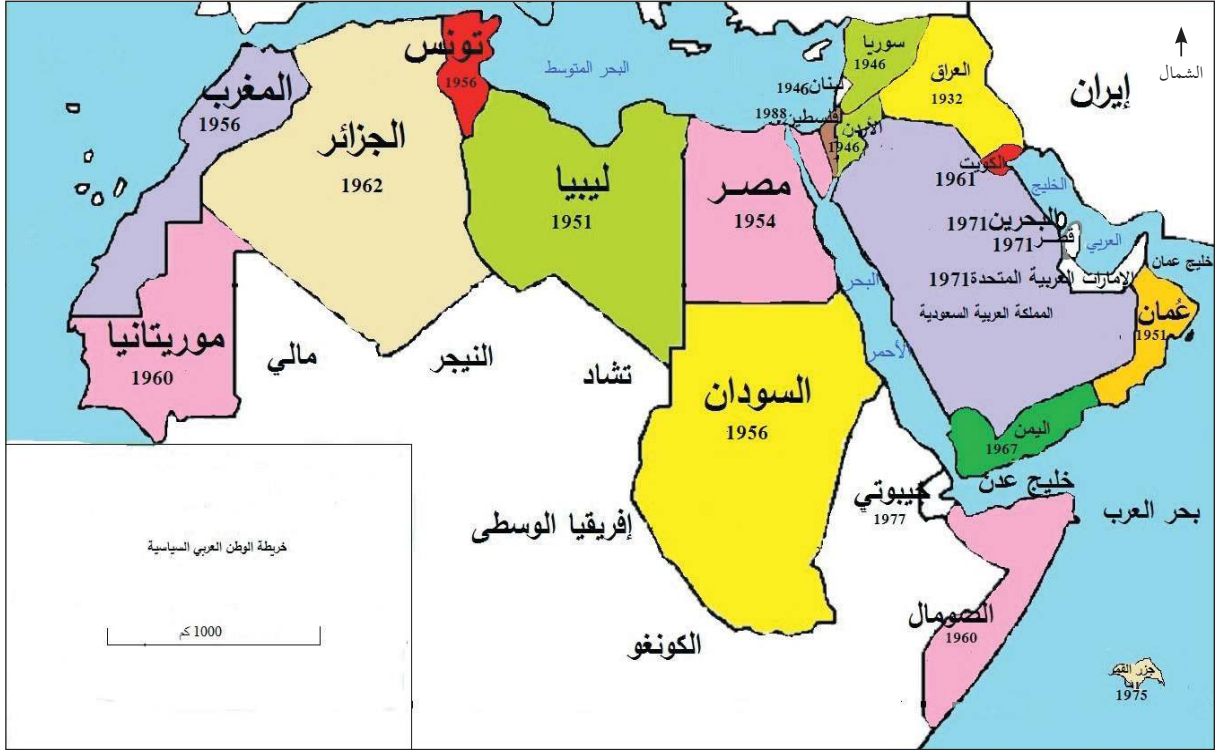 الشمال
إيران
البحر المتوسط
تونس
1956
المغرب
1956
الجزائر
1962
ليبيا
1951
مصر
1954
سوريا
1946
لبنان
1946
فلسطين
1988
الأردن
1946
العراق
1932
الكويت
1961
الخليج
العربي
البحرين
1971
قطر
1971
الإمارات العربية المتحدة
1971
خليج عمان
المملكة العربية السعودية
عُمان
1951
البحر
الأحمر
موريتانيا
1960
مالي
النيجر
تشاد
السودان
1956
اليمن
1967
خليج عدن
بحر العرب
جيبوتي
1977
إفريقيا الوسطى
الكونغو
الصومال
1960
جزر القمر
1975
خريطة الوطن العربي السياسية
1000 كم